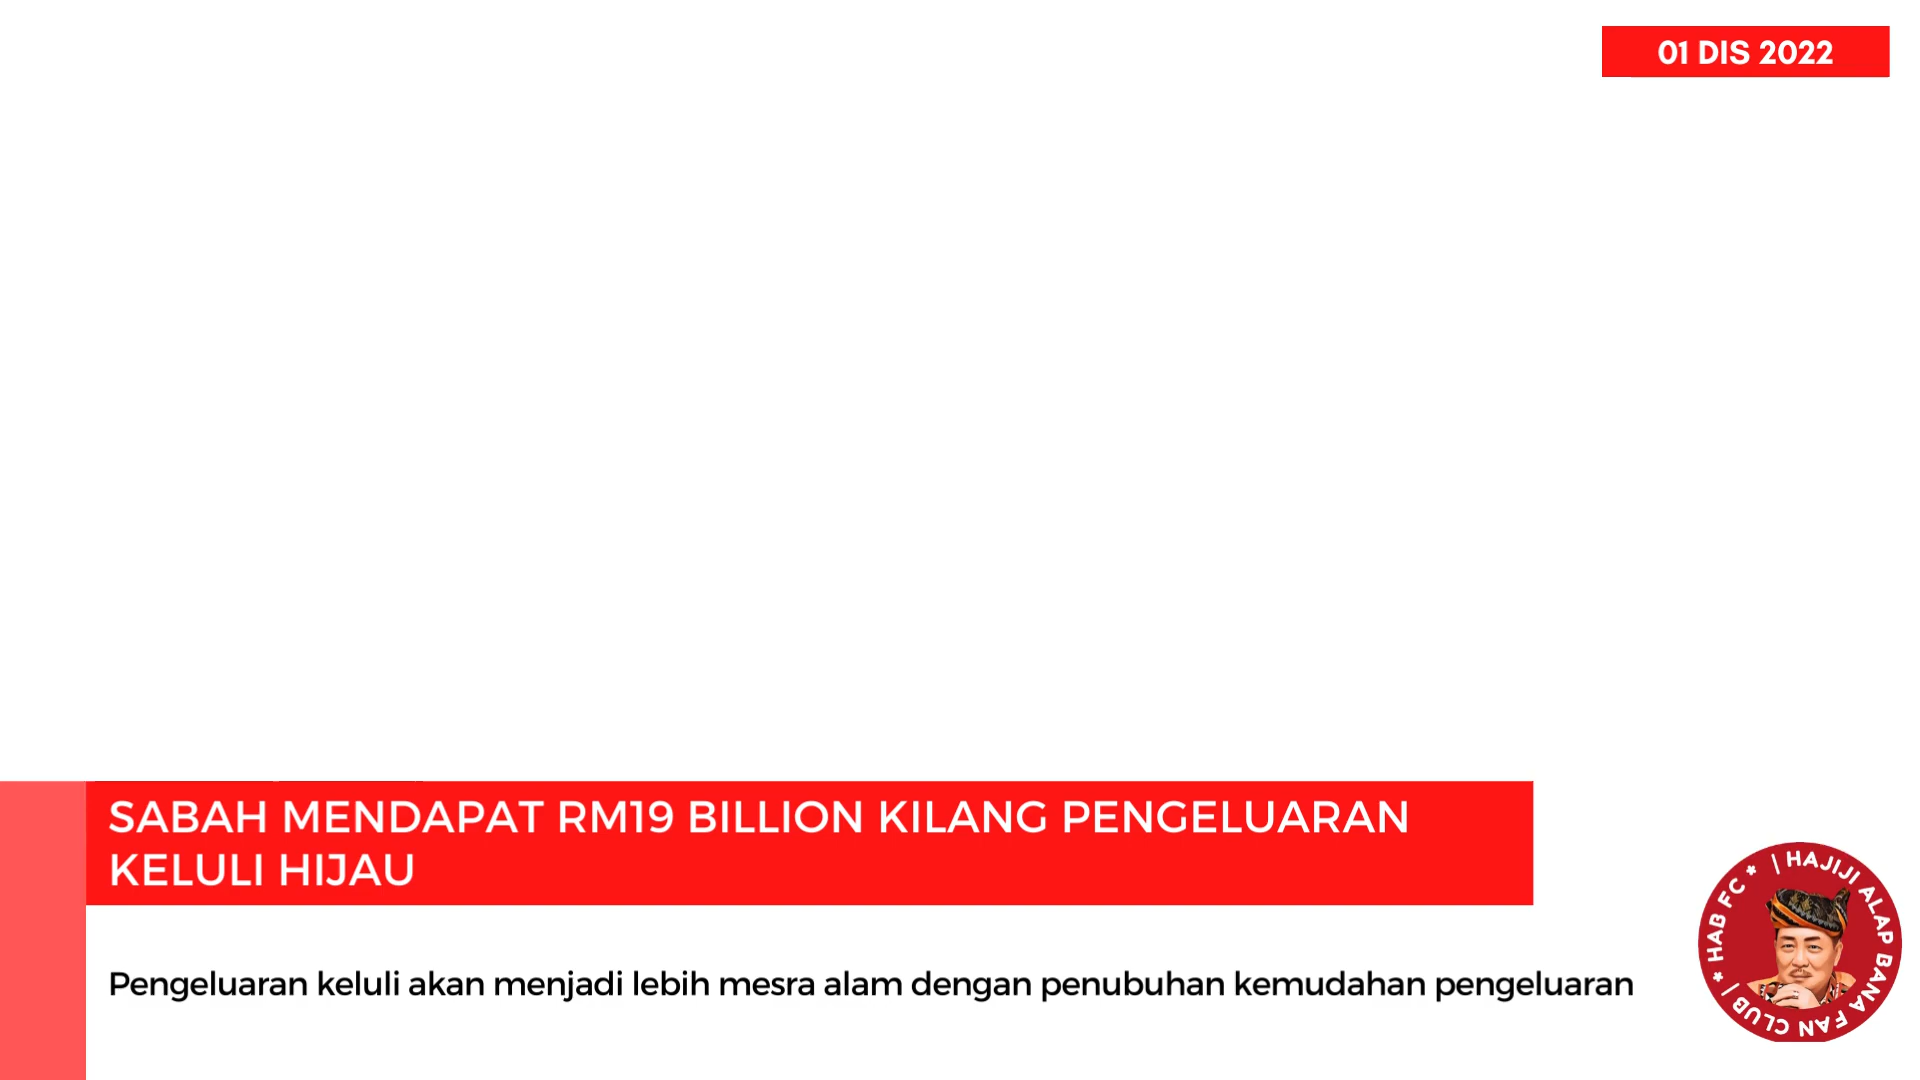 01 DIS 2022
SABAH MENDAPAT RM19 BILLION KILANG PENGELUARAN
KELULI HIJAU
Pengeluaran keluli akan menjadi lebih mesra alam dengan penubuhan kemudahan pengeluaran
* HAB FC * | HAJIJI ALAP BANA FAN CLUB |